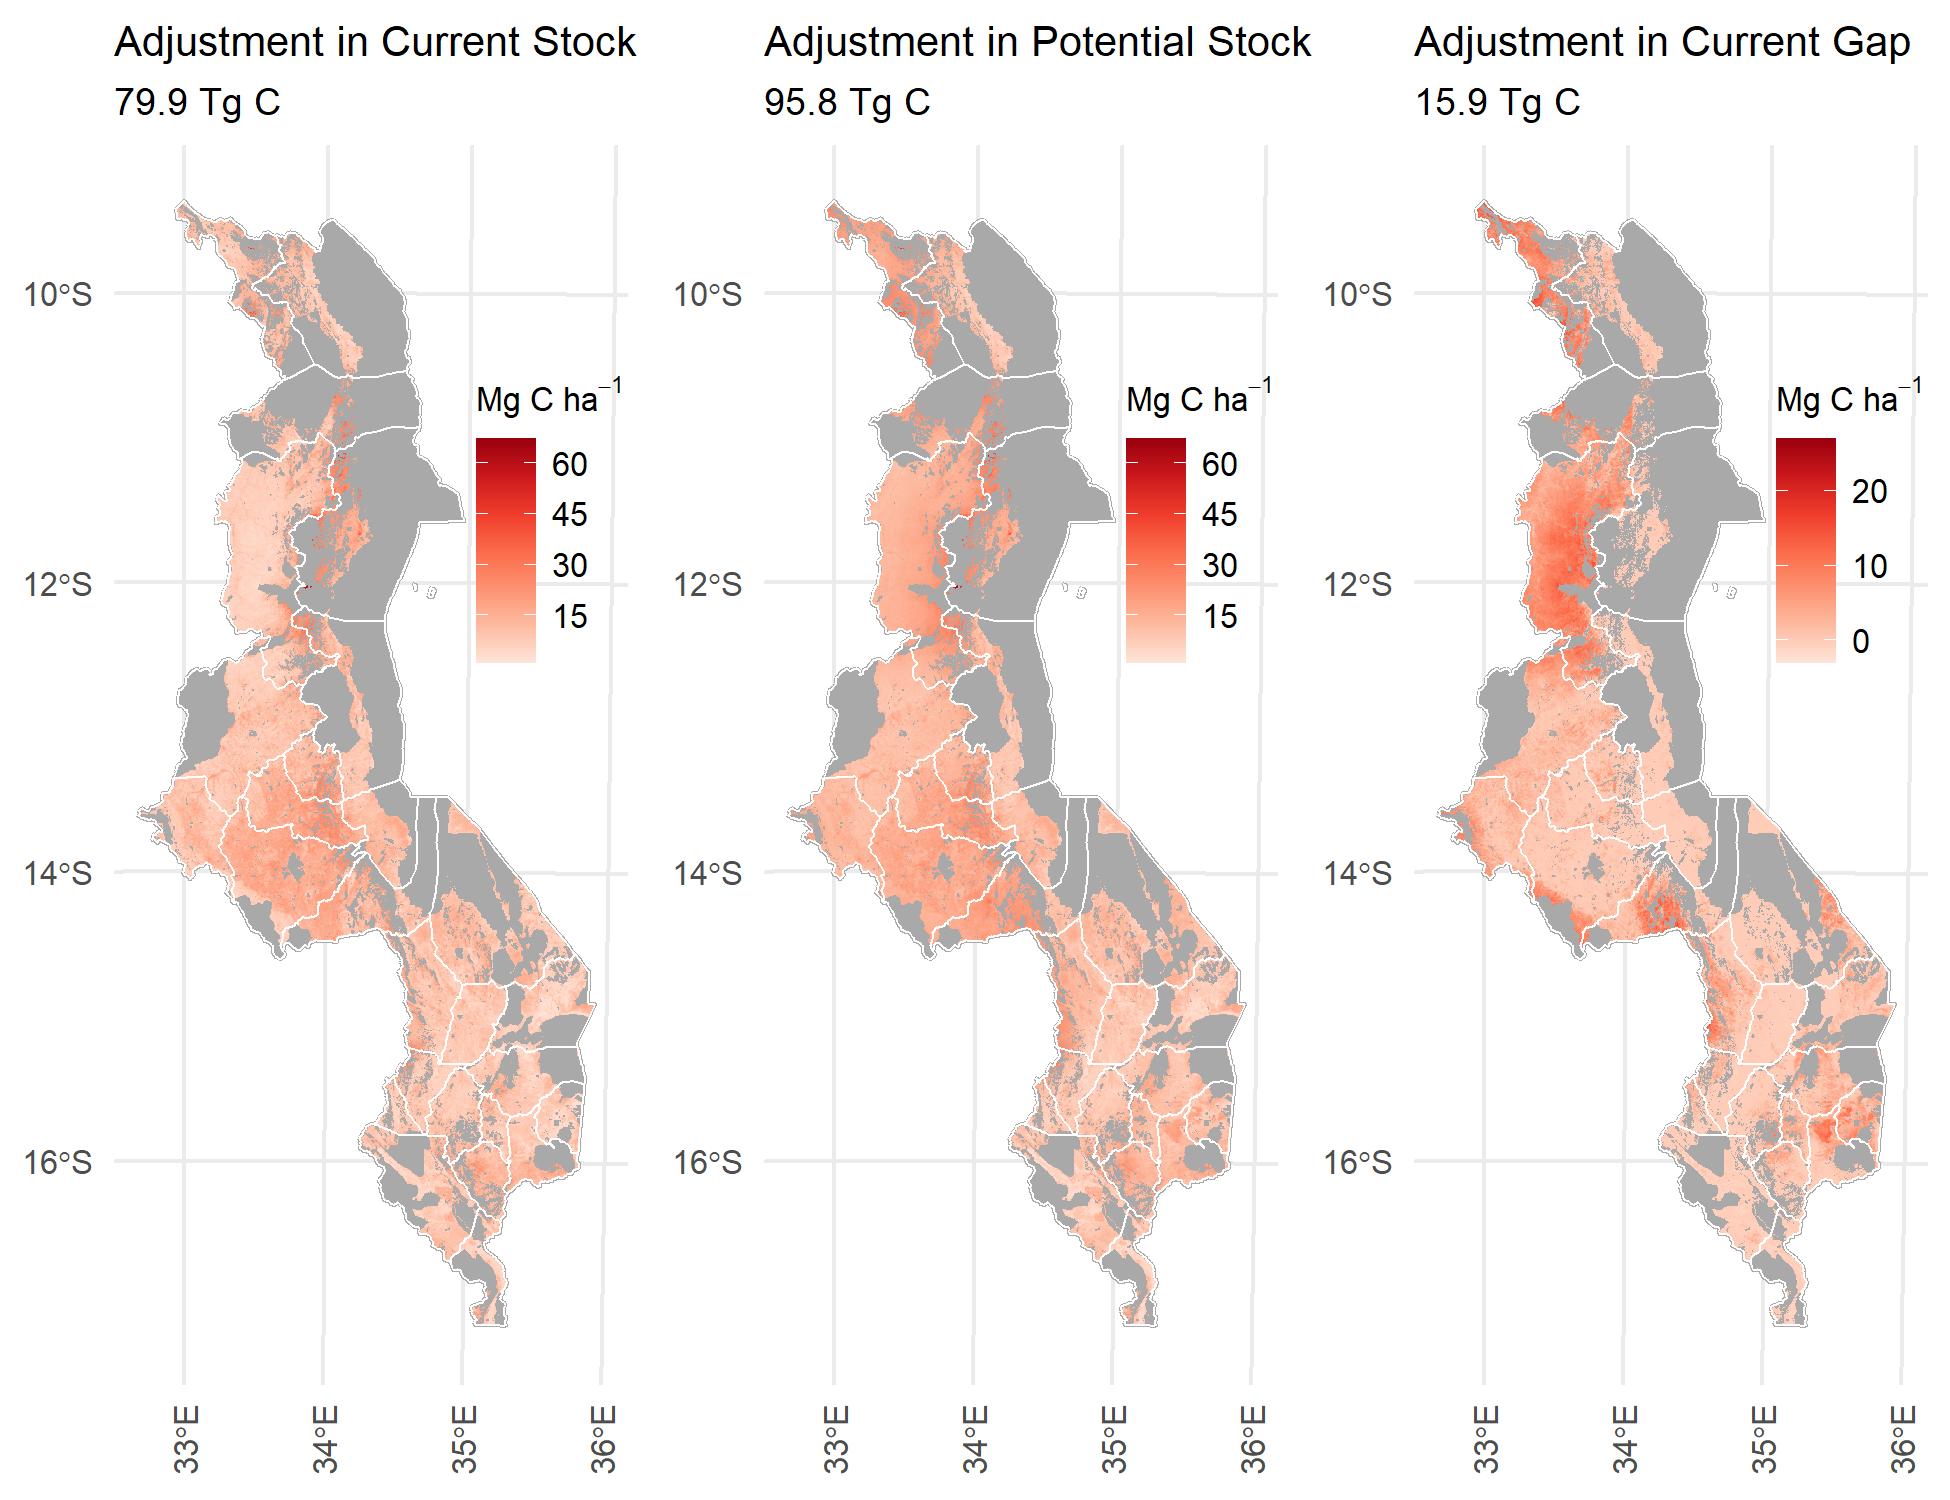 Adjustment in Current Stock
79.9 Tg C
10°S
12°S
14°S
16°S
33°E
34°E
35°E
36°E
Mg C ha⁻¹
60
45
30
15
Adjustment in Potential Stock
95.8 Tg C
10°S
12°S
14°S
16°S
33°E
34°E
35°E
36°E
Mg C ha⁻¹
60
45
30
15
Adjustment in Current Gap
15.9 Tg C
10°S
12°S
14°S
16°S
33°E
34°E
35°E
36°E
Mg C ha⁻¹
20
10
0